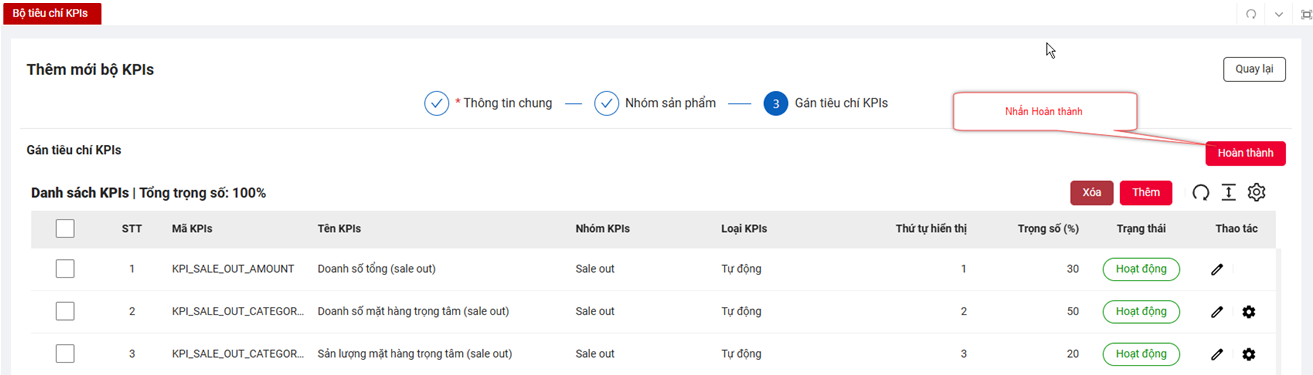 Bộ tiêu chí KPIs
Thêm mới bộ KPIs
Quay lại
* Thông tin chung
Nhóm sản phẩm
3 Gán tiêu chí KPIs
Nhấn Hoàn thành
Gán tiêu chí KPIs
Hoàn thành
Danh sách KPIs | Tổng trọng số: 100%
Xóa Thêm
STT Mã KPIs Tên KPIs Nhóm KPIs Loại KPIs Thứ tự hiển thị Trọng số (%) Trạng thái Thao tác
1 KPI_SALE_OUT_AMOUNT Doanh số tổng (sale out) Sale out Tự động 1 30 Hoạt động
2 KPI_SALE_OUT_CATEGOR... Doanh số mặt hàng trọng tâm (sale out) Sale out Tự động 2 50 Hoạt động
3 KPI_SALE_OUT_CATEGOR... Sản lượng mặt hàng trọng tâm (sale out) Sale out Tự động 3 20 Hoạt động